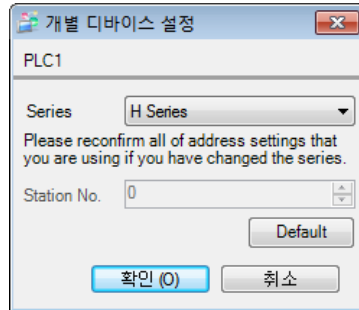 개별 디바이스 설정
PLC1
Series H Series
Please reconfirm all of address settings that
you are using if you have changed the series.
Station No. 0
Default
확인 (O) 취소